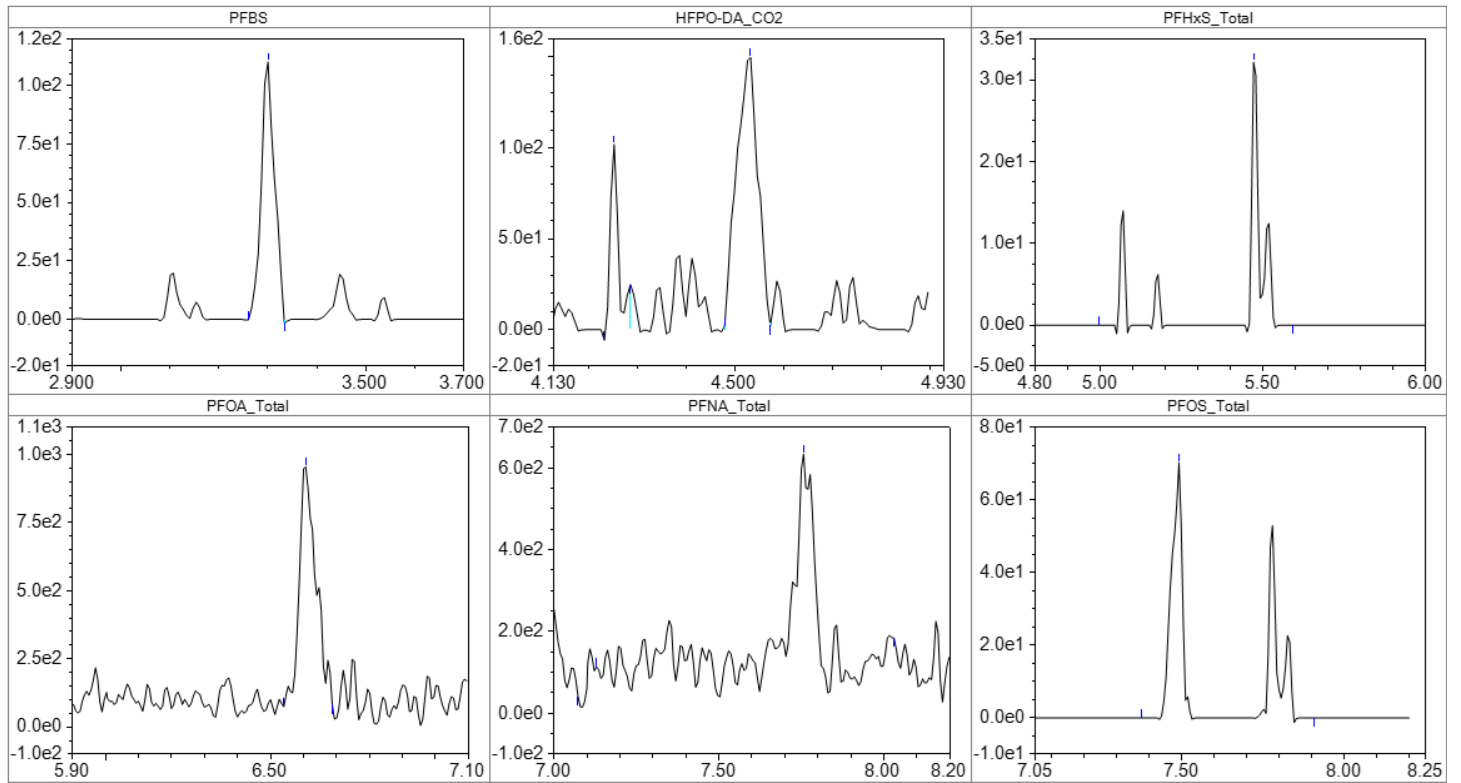 PFBS
1.2e2
1.0e2
7.5e1
5.0e1
2.5e1
0.0e0
-2.0e1
2.900
3.500
3.700
HFPO-DA_CO2
1.6e2
1.0e2
5.0e1
0.0e0
-2.0e1
4.130
4.500
4.930
PFHxS_Total
3.5e1
3.0e1
2.0e1
1.0e1
0.0e0
-5.0e0
4.80
5.00
5.50
6.00
PFOA_Total
1.1e3
1.0e3
7.5e2
5.0e2
2.5e2
0.0e0
-1.0e2
5.90
6.50
7.10
PFNA_Total
7.0e2
6.0e2
4.0e2
2.0e2
0.0e0
-1.0e2
7.00
7.50
8.00
8.20
PFOS_Total
8.0e1
6.0e1
4.0e1
2.0e1
0.0e0
-1.0e1
7.05
7.50
8.00
8.25